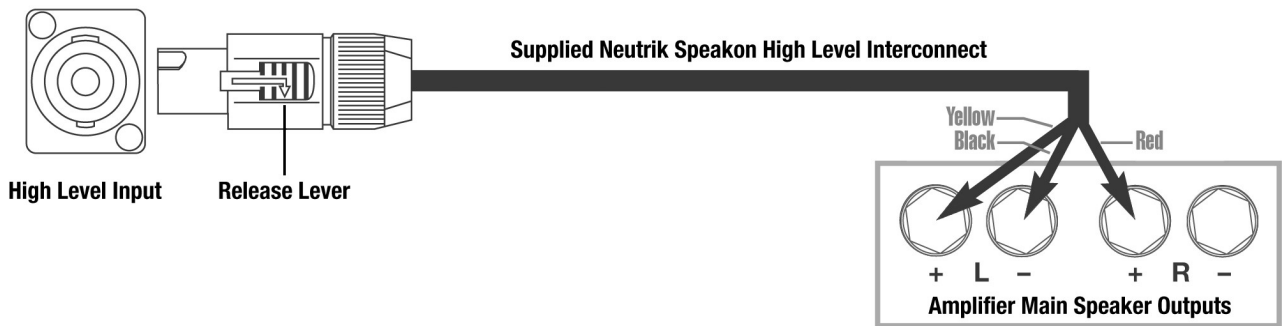 Supplied Neutrik Speakon High Level Interconnect
Yellow
Black
Red
High Level Input
Release Lever
+ L − + R −
Amplifier Main Speaker Outputs